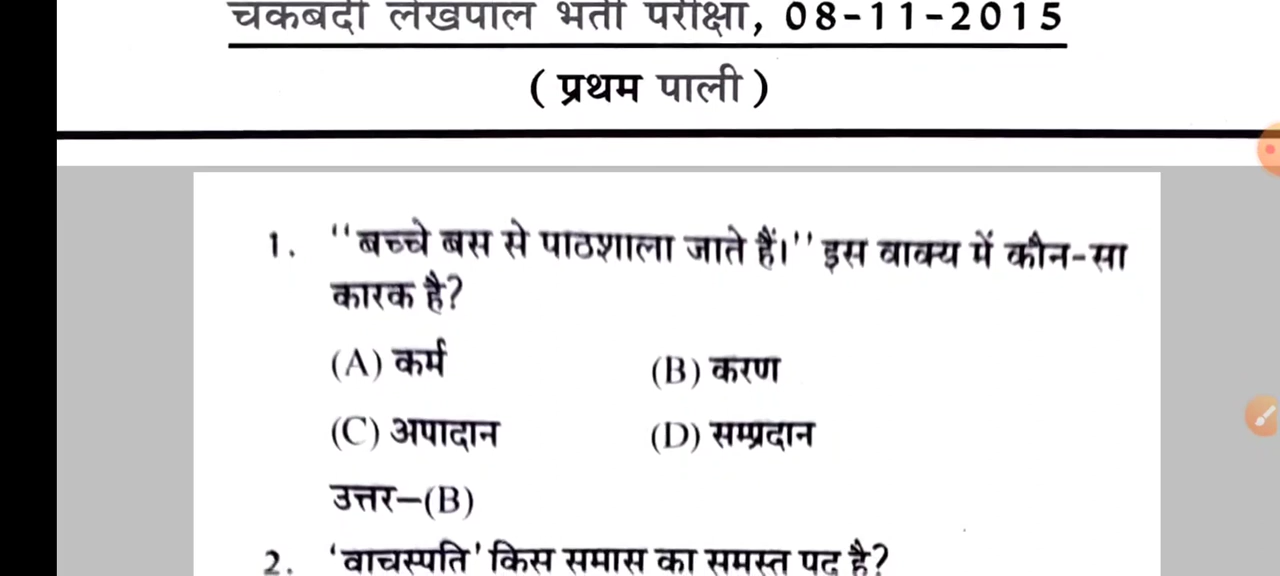 चकबंदी लेखपाल भर्ती परीक्षा, 08-11-2015
( प्रथम पाली )
1. ''बच्चे बस से पाठशाला जाते हैं।'' इस वाक्य में कौन-सा
कारक है?
(A) कर्म (B) करण
(C) अपादान (D) सम्प्रदान
उत्तर–(B)
2. 'वाचस्पति' किस समास का समस्त पद है?